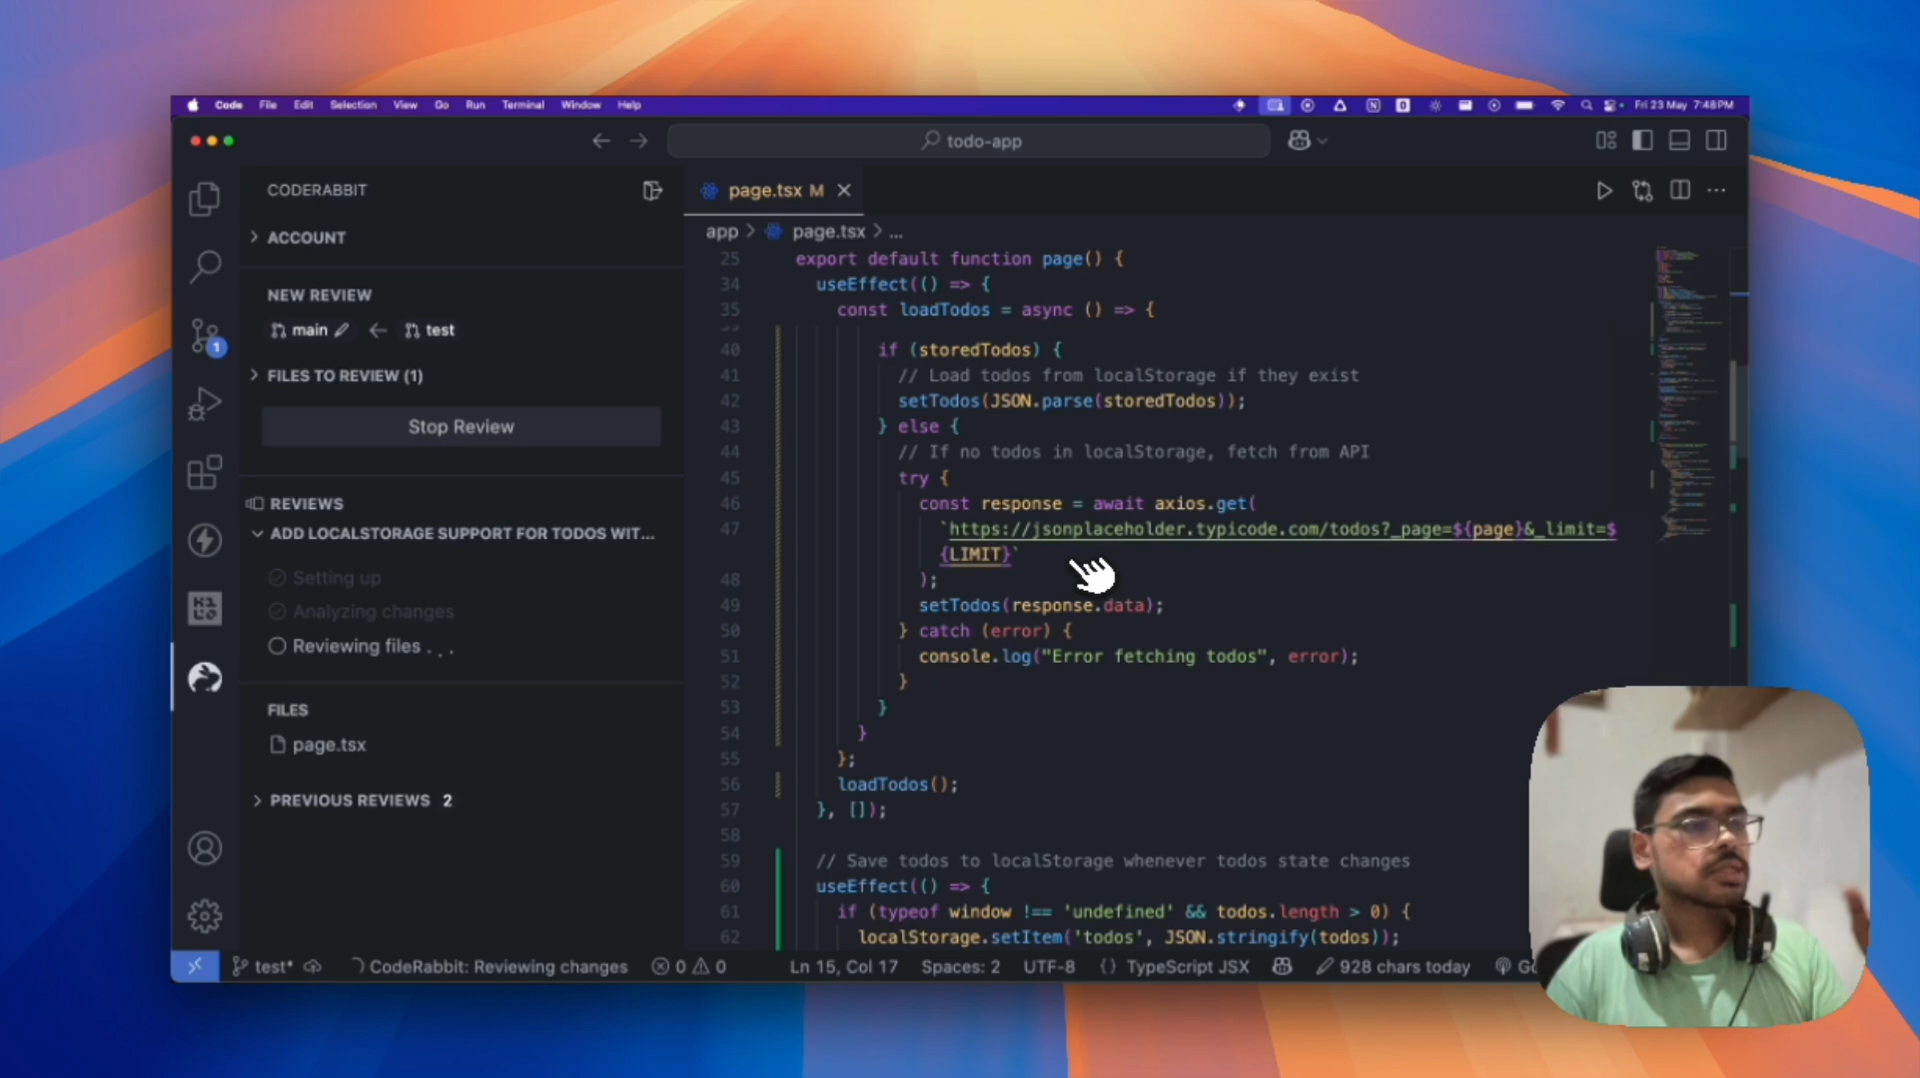 Code File Edit Selection View Go Run Terminal Window Help
Fri 23 May 7:48PM
todo-app
CODERABBIT
ACCOUNT
NEW REVIEW
main test
FILES TO REVIEW (1)
Stop Review
1
REVIEWS
ADD LOCALSTORAGE SUPPORT FOR TODOS WIT...
Setting up
Analyzing changes
Reviewing files . . .
FILES
page.tsx
PREVIOUS REVIEWS 2
page.tsx M
app > page.tsx > ...
25 export default function page() {
34 useEffect(() => {
35 const loadTodos = async () => {
40 if (storedTodos) {
41 // Load todos from localStorage if they exist
42 setTodos(JSON.parse(storedTodos));
43 } else {
44 // If no todos in localStorage, fetch from API
45 try {
46 const response = await axios.get(
47 `https://jsonplaceholder.typicode.com/todos?_page=${page}&_limit=$
{LIMIT}`
48 );
49 setTodos(response.data);
50 } catch (error) {
51 console.log("Error fetching todos", error);
52 }
53 }
54 }
55 };
56 loadTodos();
57 }, []);
58
59 // Save todos to localStorage whenever todos state changes
60 useEffect(() => {
61 if (typeof window !== 'undefined' && todos.length > 0) {
62 localStorage.setItem('todos', JSON.stringify(todos));
test* CodeRabbit: Reviewing changes 0 0 Ln 15, Col 17 Spaces: 2 UTF-8 {} TypeScript JSX 928 chars today